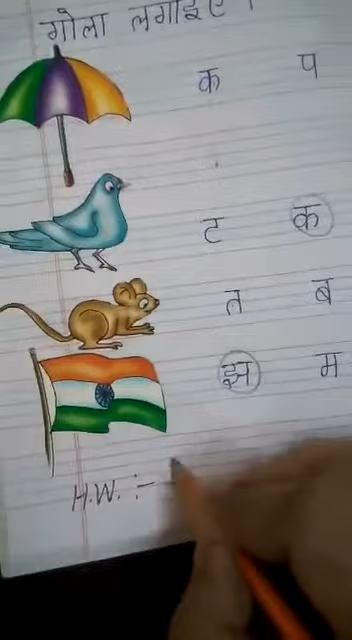 गोला लगाइए ।
क प
ट क
त ब
झ म
H.W. :-